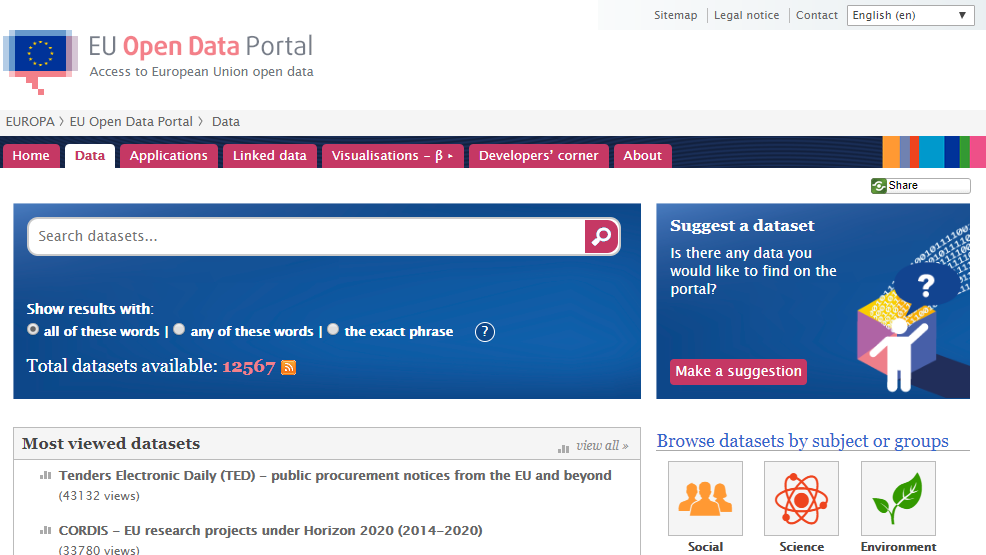 Sitemap | Legal notice | Contact English (en) ▼
EU Open Data Portal
Access to European Union open data
EUROPA > EU Open Data Portal > Data
Home Data Applications Linked data Visualisations – β ▸ Developers’ corner About
Share
Search datasets...
Suggest a dataset
Is there any data you
would like to find on the
portal?
?
Make a suggestion
Show results with:
all of these words | any of these words | the exact phrase ?
Total datasets available: 12567
Most viewed datasets
view all »
Tenders Electronic Daily (TED) – public procurement notices from the EU and beyond
(43132 views)
CORDIS – EU research projects under Horizon 2020 (2014–2020)
(33780 views)
Browse datasets by subject or groups
Social Science Environment